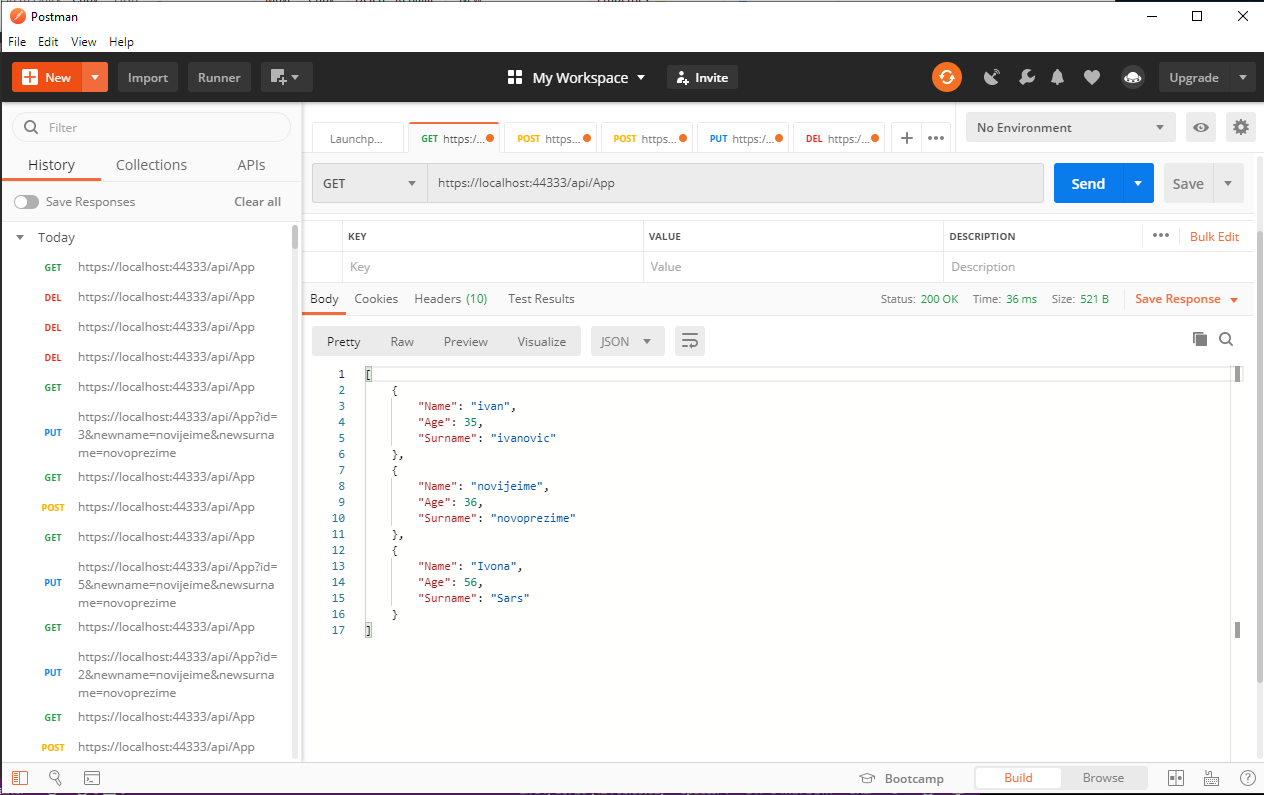 Postman
File Edit View Help
New Import Runner My Workspace Invite Upgrade
Filter
History Collections APIs
Save Responses Clear all
Today
GET https://localhost:44333/api/App
DEL https://localhost:44333/api/App
DEL https://localhost:44333/api/App
DEL https://localhost:44333/api/App
GET https://localhost:44333/api/App
PUT https://localhost:44333/api/App?id=
3&newname=novijeime&newsurna
me=novoprezime
GET https://localhost:44333/api/App
POST https://localhost:44333/api/App
GET https://localhost:44333/api/App
PUT https://localhost:44333/api/App?id=
5&newname=novijeime&newsurna
me=novoprezime
GET https://localhost:44333/api/App
PUT https://localhost:44333/api/App?id=
2&newname=novijeime&newsurna
me=novoprezime
GET https://localhost:44333/api/App
POST https://localhost:44333/api/App
Launchp... GET https:/... POST https... POST https... PUT https:/... DEL https:/... No Environment
GET https://localhost:44333/api/App Send Save
KEY VALUE DESCRIPTION ••• Bulk Edit
Key Value Description
Body Cookies Headers (10) Test Results Status: 200 OK Time: 36 ms Size: 521 B Save Response
Pretty Raw Preview Visualize JSON
1 [
2 {
3 "Name": "ivan",
4 "Age": 35,
5 "Surname": "ivanovic"
6 },
7 {
8 "Name": "novijeime",
9 "Age": 36,
10 "Surname": "novoprezime"
11 },
12 {
13 "Name": "Ivona",
14 "Age": 56,
15 "Surname": "Sars"
16 }
17 ]
Bootcamp Build Browse